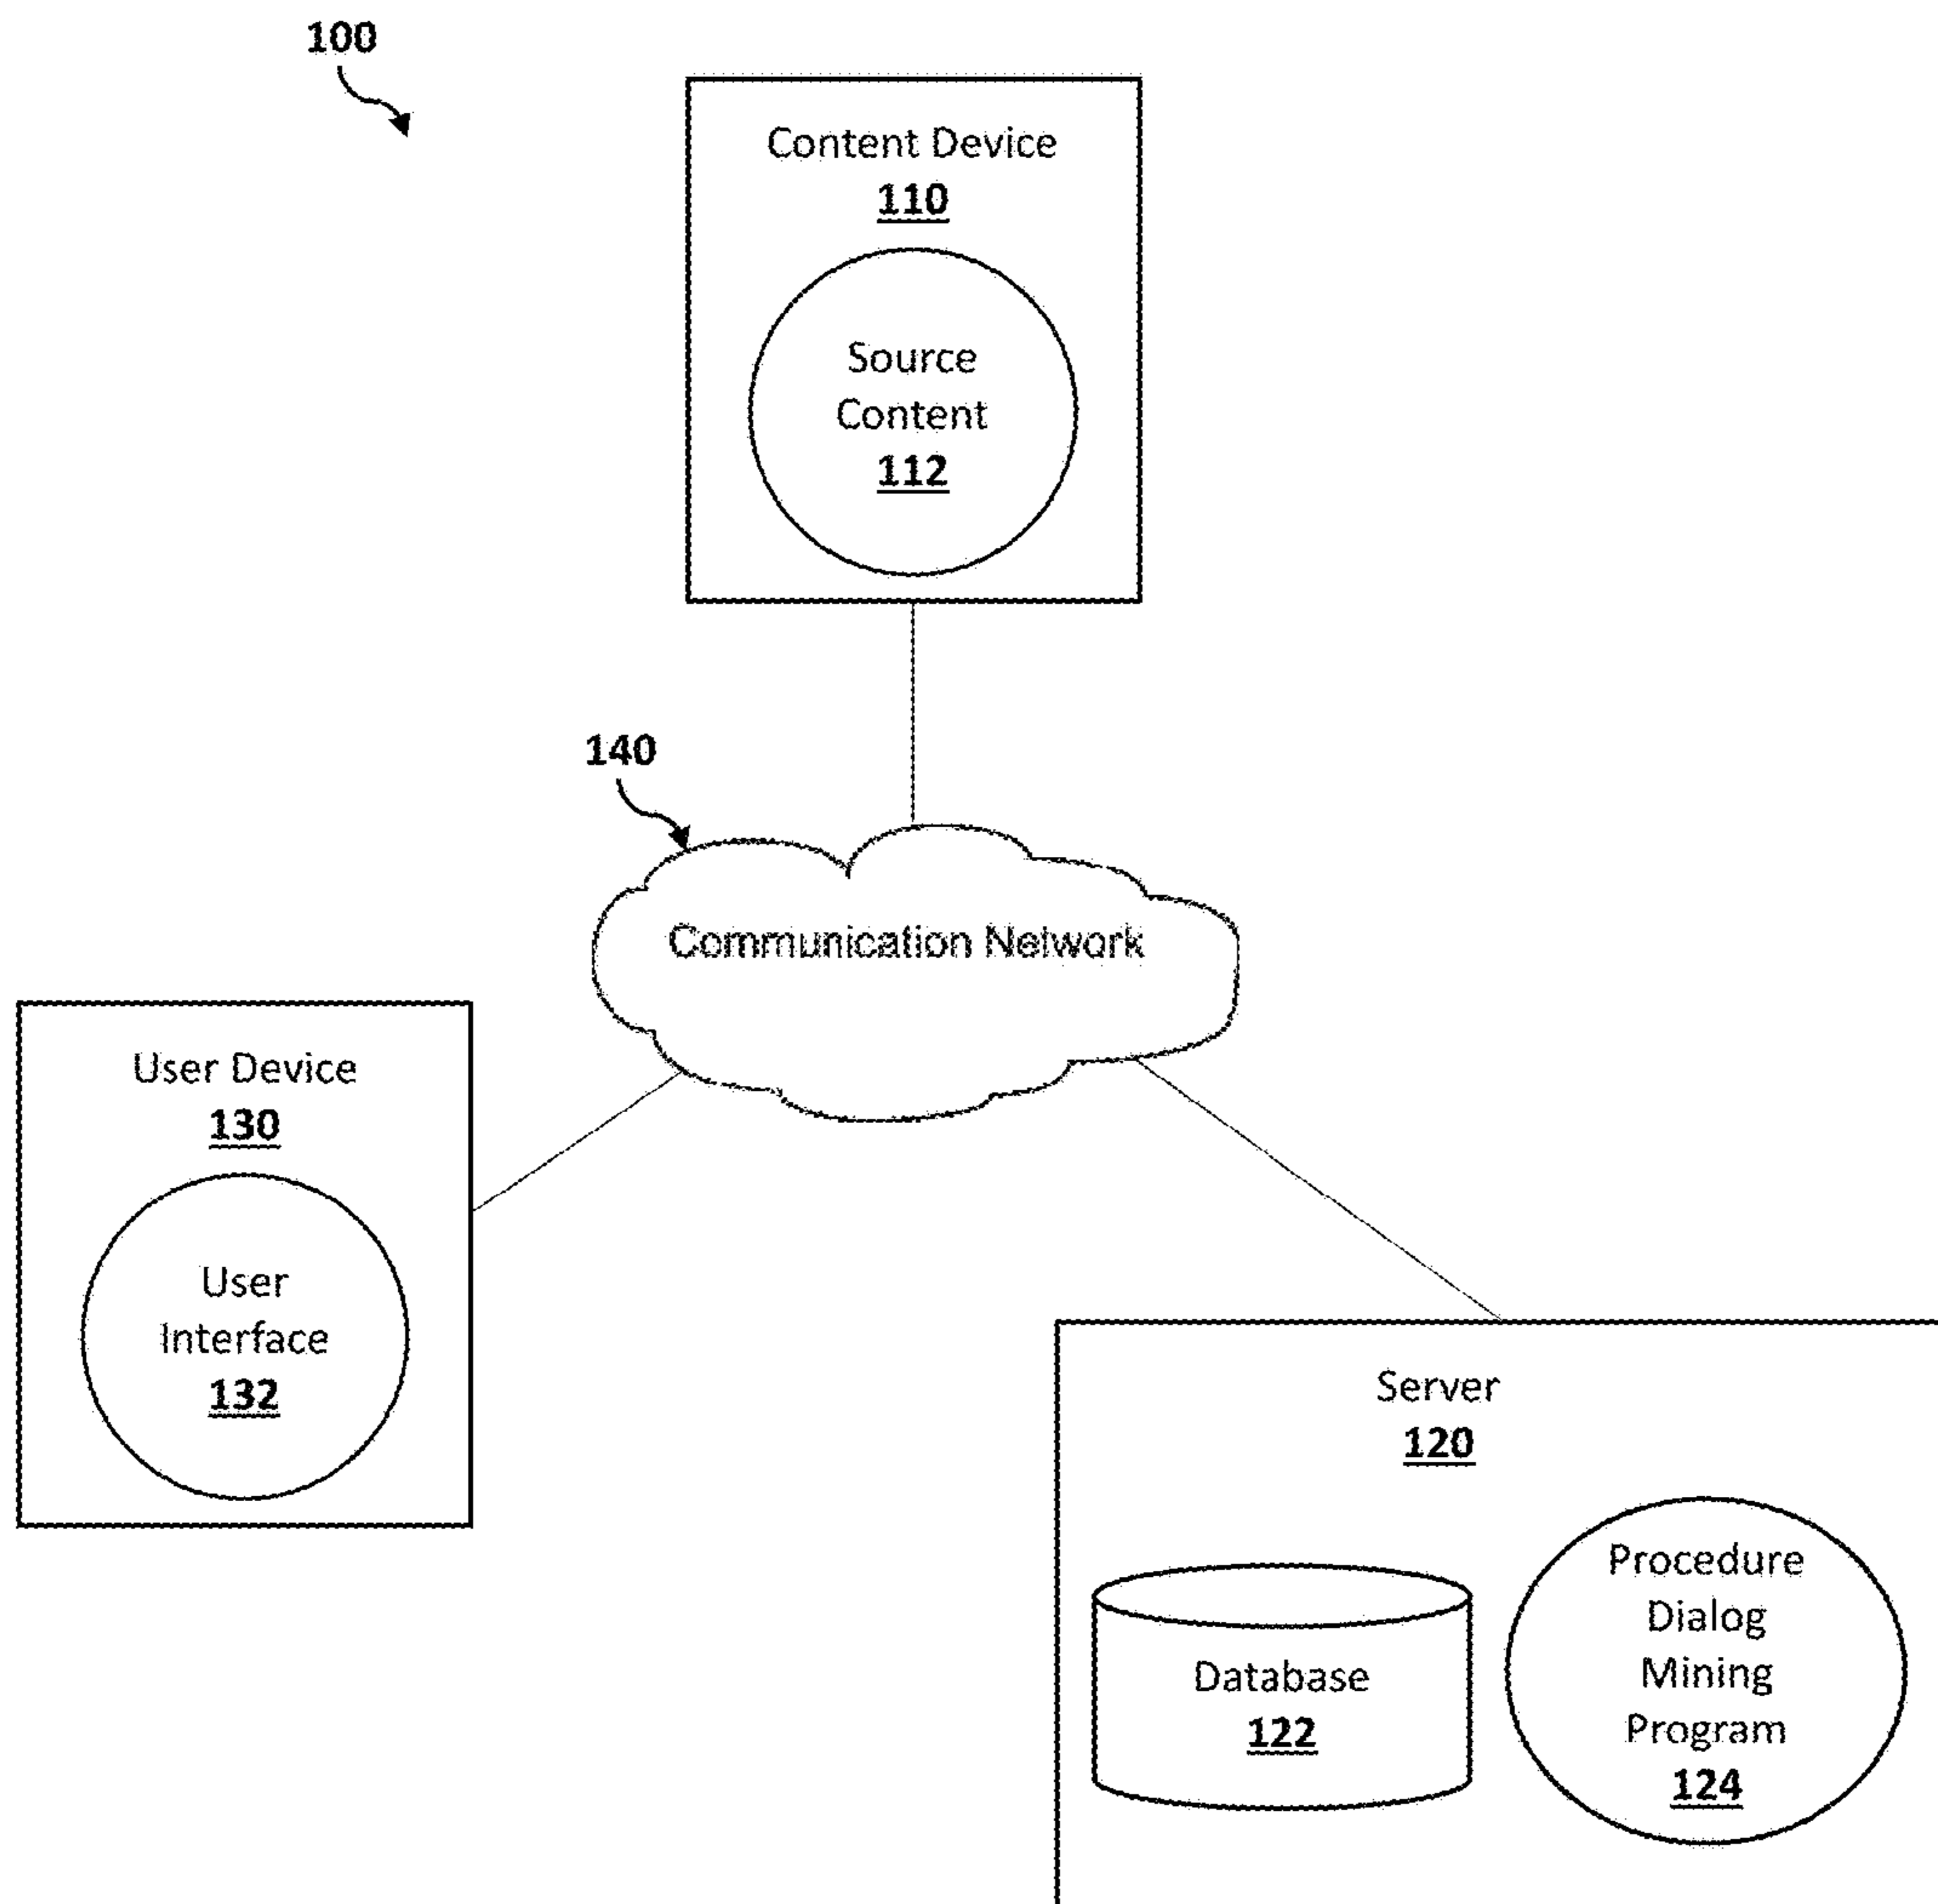 100
Content Device
110
Source
Content
112
140
Communication Network
User Device
130
User
Interface
132
Server
120
Database
122
Procedure
Dialog
Mining
Program
124